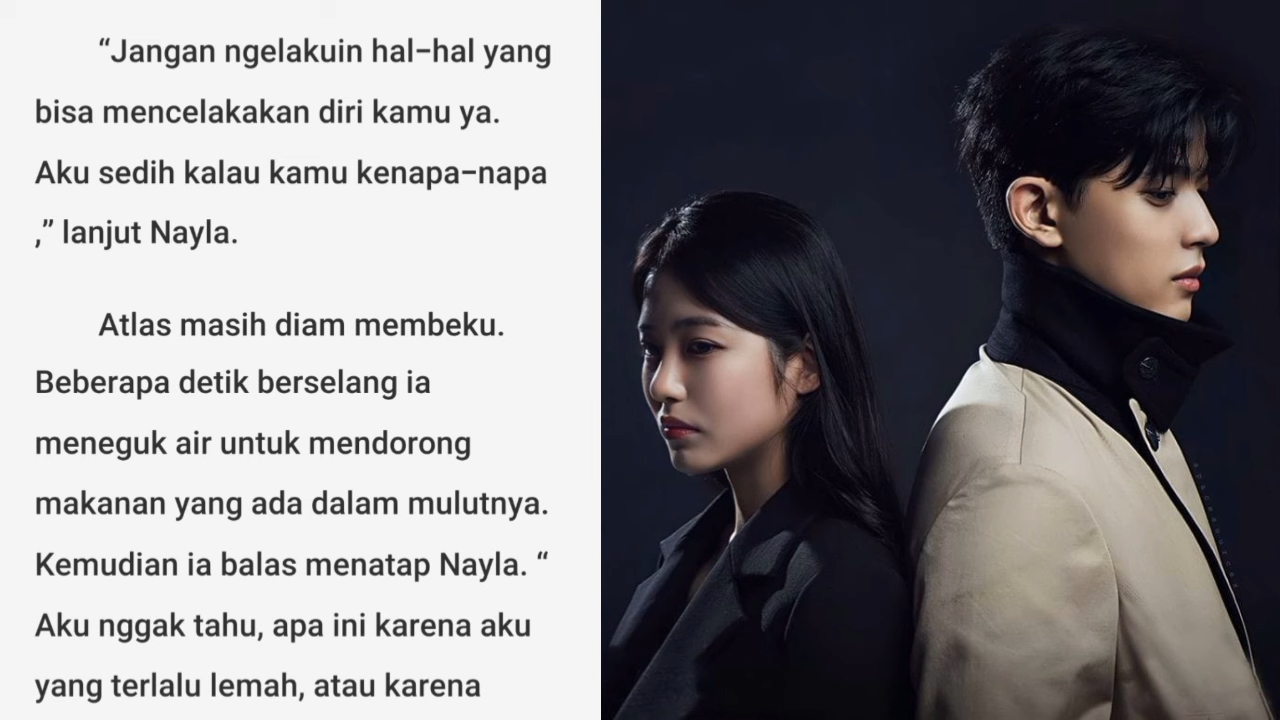 “Jangan ngelakuin hal-hal yang
bisa mencelakakan diri kamu ya.
Aku sedih kalau kamu kenapa-napa
,” lanjut Nayla.
Atlas masih diam membeku.
Beberapa detik berselang ia
meneguk air untuk mendorong
makanan yang ada dalam mulutnya.
Kemudian ia balas menatap Nayla. “
Aku nggak tahu, apa ini karena aku
yang terlalu lemah, atau karena